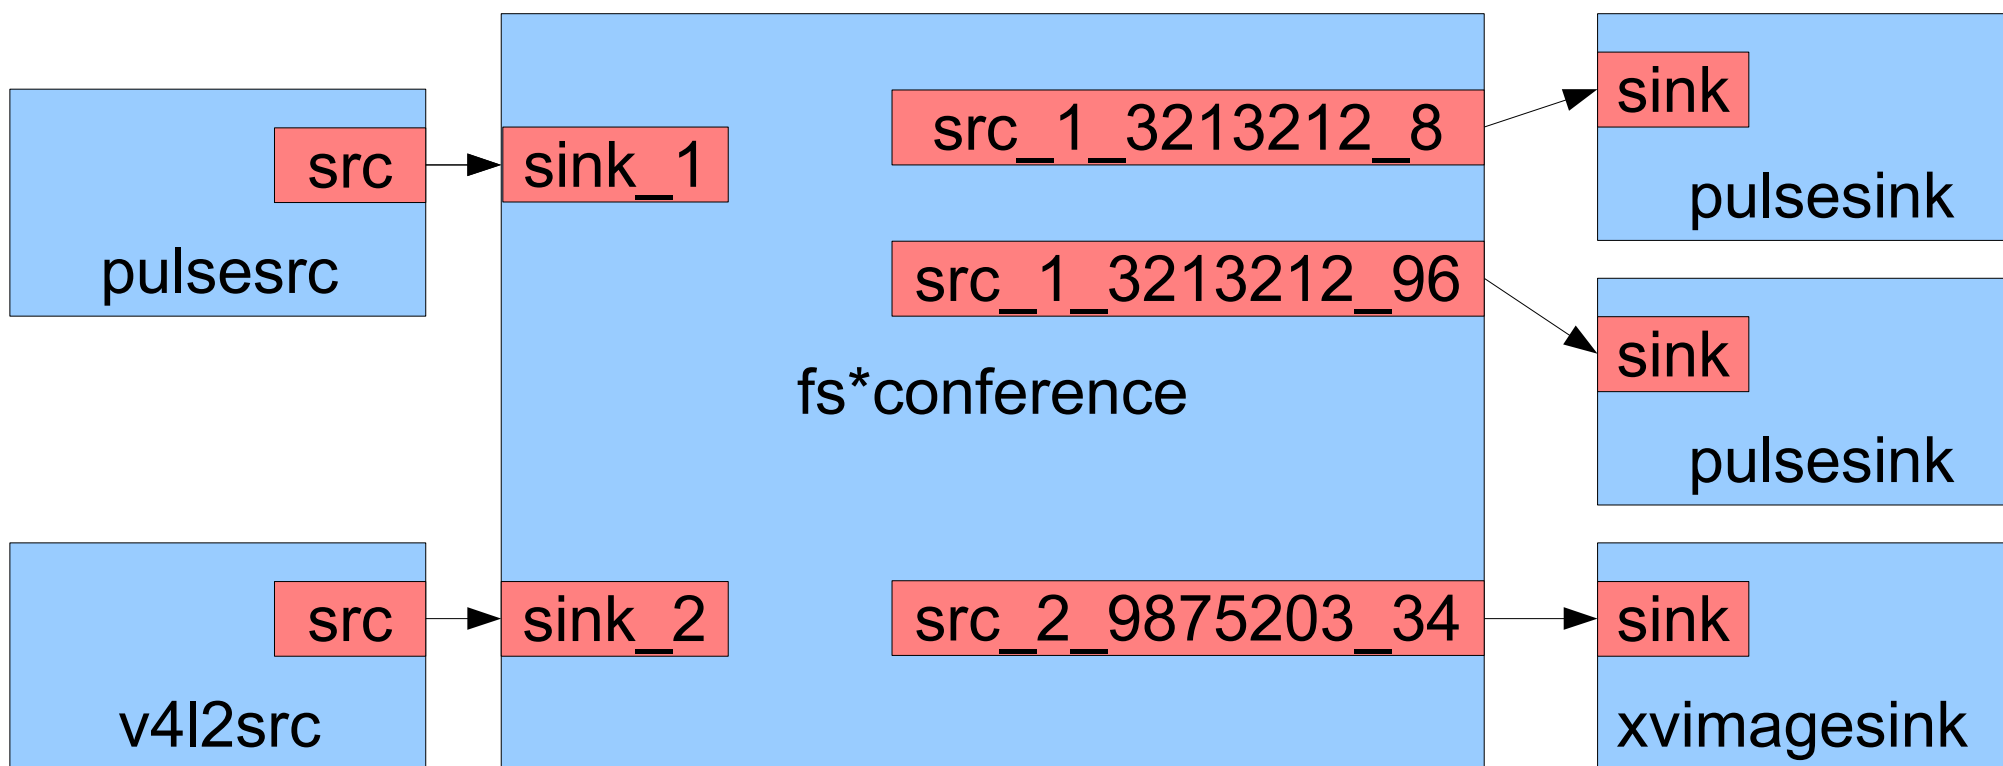 src
pulsesrc
src
v4l2src
sink_1
sink_2
src_1_3213212_8
src_1_3213212_96
fs*conference
src_2_9875203_34
sink
pulsesink
sink
pulsesink
sink
xvimagesink